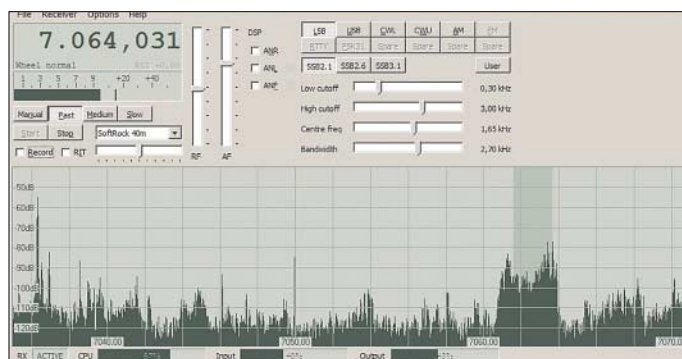 File Receiver Options Help
7.064,031
Wheel normal
1 3 5 7 9 +20 +40
Manual Fast Medium Slow
Start Stop SoftRock 40m
Record RIT
RF AF
DSP
ANR
ANL
ANF
LSB USB CWL CWU AM FM
RTTY PSK31 Spare Spare Spare Spare
SSB2.1 SSB2.6 SSB3.1 User
Low cutoff 0,30 kHz
High cutoff 3,00 kHz
Centre freq 1,65 kHz
Bandwidth 2,70 kHz
-50dB
-60dB
-70dB
-80dB
-90dB
-100dB
-110dB
-120dB
7040.00 7050.00 7060.00 7070.0
RX ACTIVE CPU Input Output